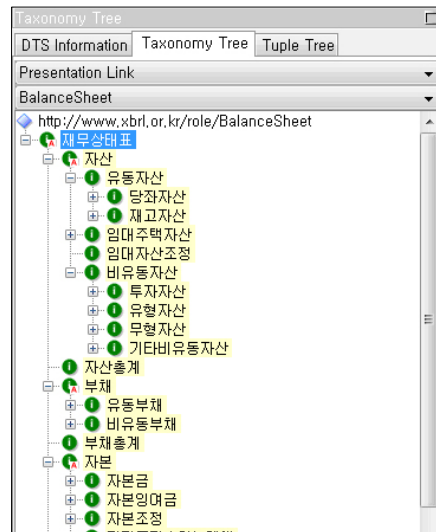 Taxonomy Tree
DTS Information Taxonomy Tree Tuple Tree
Presentation Link
BalanceSheet
http://www.xbrl.or.kr/role/BalanceSheet
재무상태표
자산
유동자산
당좌자산
재고자산
임대주택자산
임대자산조정
비유동자산
투자자산
유형자산
무형자산
기타비유동자산
자산총계
부채
유동부채
비유동부채
부채총계
자본
자본금
자본잉여금
자본조정